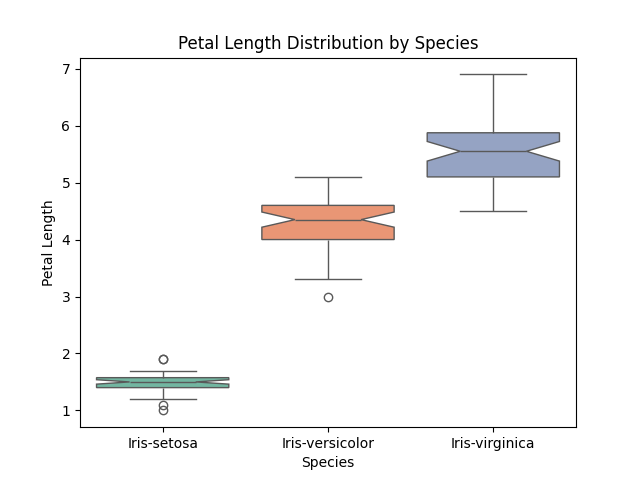 Petal Length Distribution by Species
7
6
5
4
3
2
1
Petal Length
Iris-setosa Iris-versicolor Iris-virginica
Species